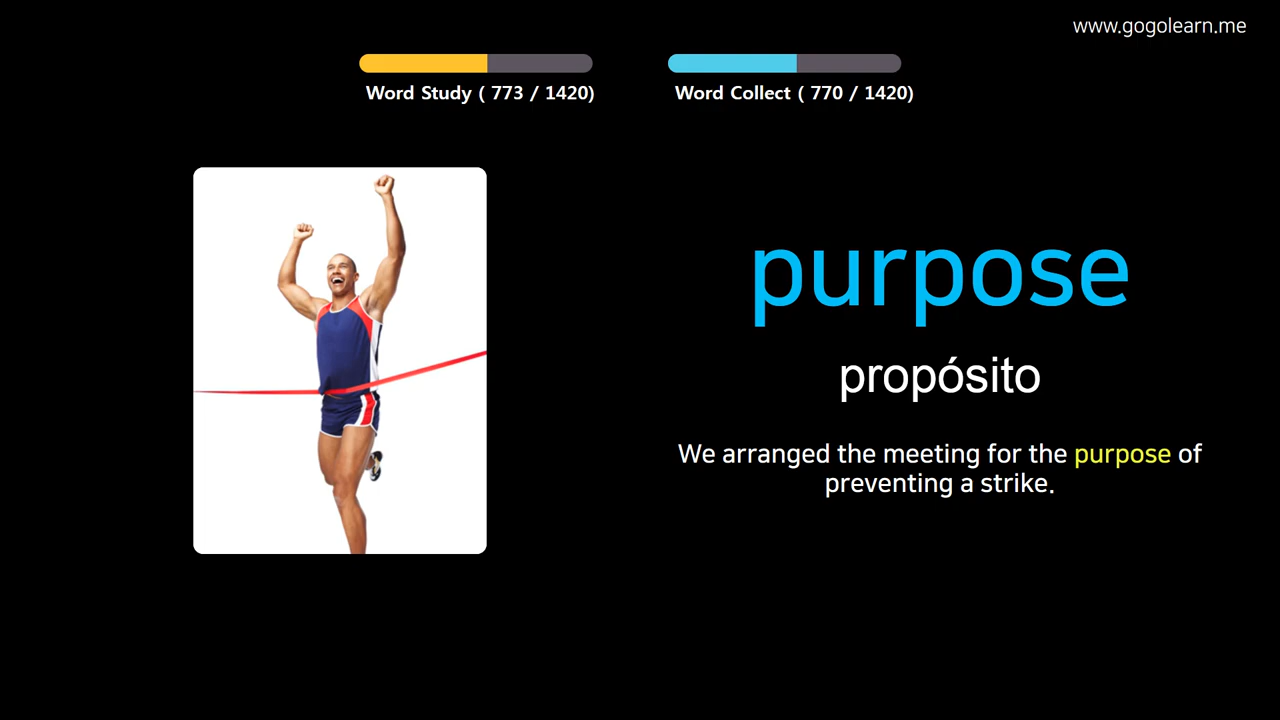 www.gogolearn.me
Word Study ( 773 / 1420)
Word Collect ( 770 / 1420)
purpose
propósito
We arranged the meeting for the purpose of
preventing a strike.